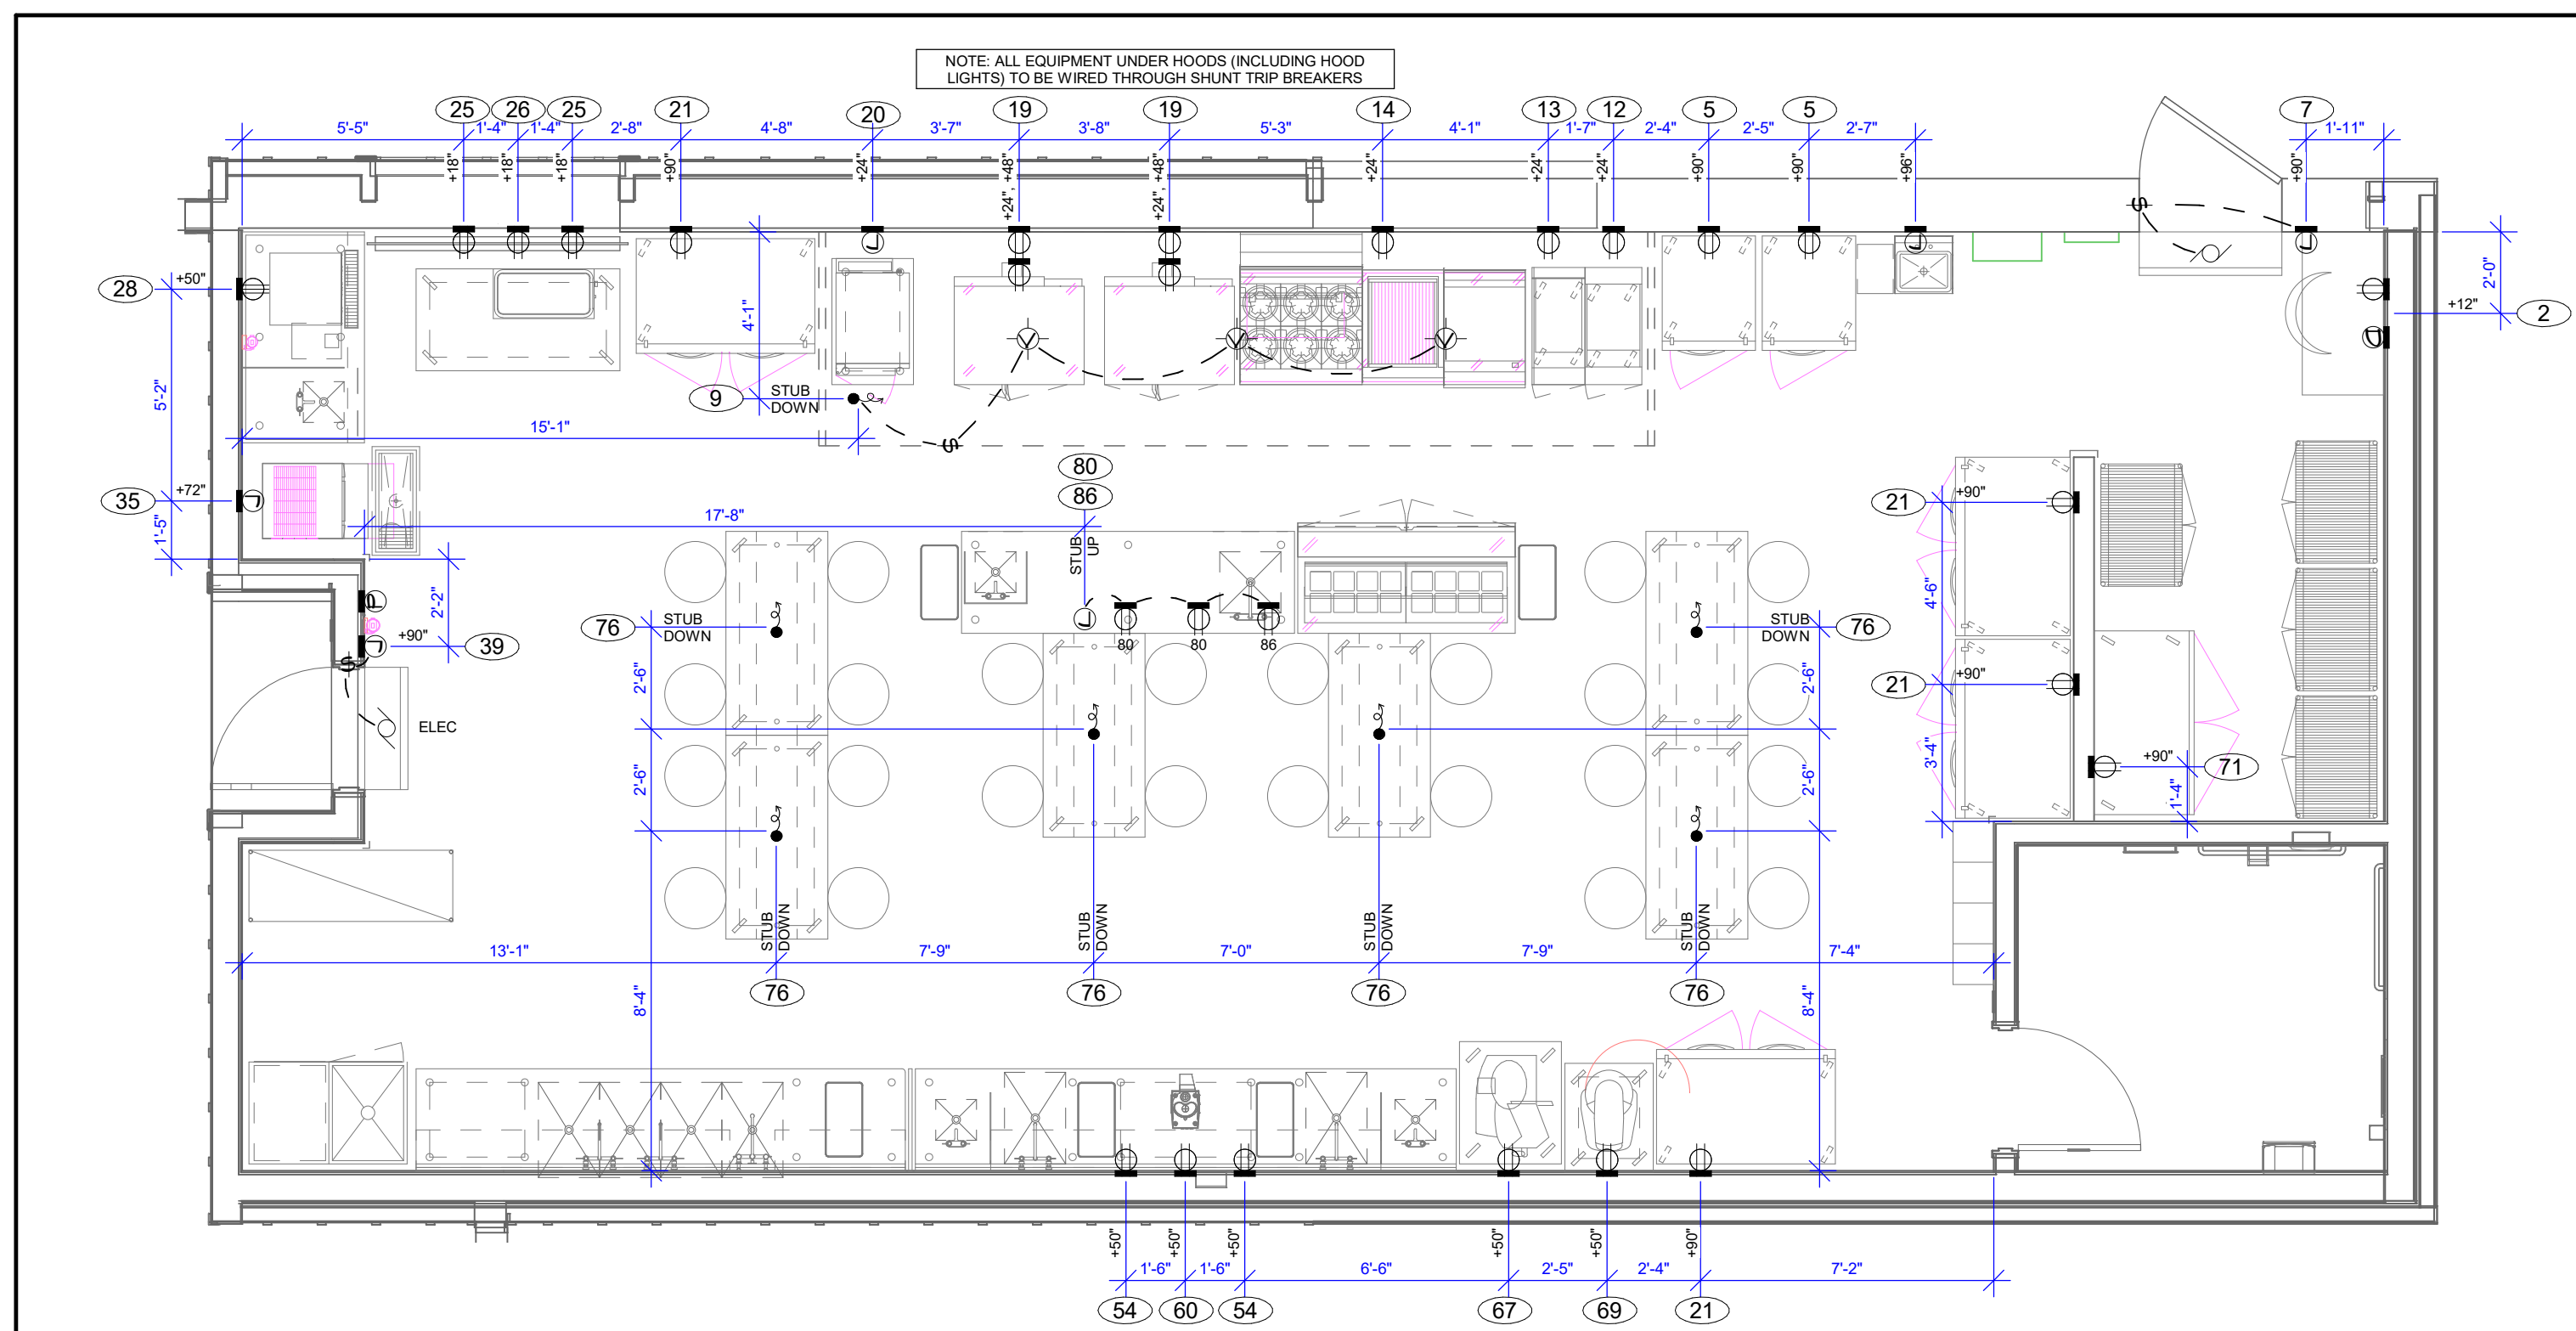 NOTE: ALL EQUIPMENT UNDER HOODS (INCLUDING HOOD
LIGHTS) TO BE WIRED THROUGH SHUNT TRIP BREAKERS
25 26 25 21 20 19 19 14 13 12 5 5 7
5'-5" 1'-4" 1'-4" 2'-8" 4'-8" 3'-7" 3'-8" 5'-3" 4'-1" 1'-7" 2'-4" 2'-5" 2'-7" 1'-11"
+18" +18" +18" +90" +24" +24", +48" +24", +48" +24" +24" +24" +90" +90" +96" +90"
28 +50"
2'-0"
+12" 2
4'-1"
5'-2"
9 STUB
DOWN
15'-1"
80
86
35 +72"
1'-5"
17'-8"
STUB
UP
21 +90"
2'-2"
4'-6"
76 STUB
DOWN
STUB
DOWN 76
+90" 39
80 80 86
2'-6" 2'-6"
21 +90"
ELEC
3'-4"
+90" 71
1'-4"
2'-6" 2'-6"
STUB
DOWN
STUB
DOWN
STUB
DOWN
STUB
DOWN
13'-1" 7'-9" 7'-0" 7'-9" 7'-4"
76 76 76 76
8'-4" 8'-4"
+50" +50" +50" +50" +50" +90"
1'-6" 1'-6" 6'-6" 2'-5" 2'-4" 7'-2"
54 60 54 67 69 21